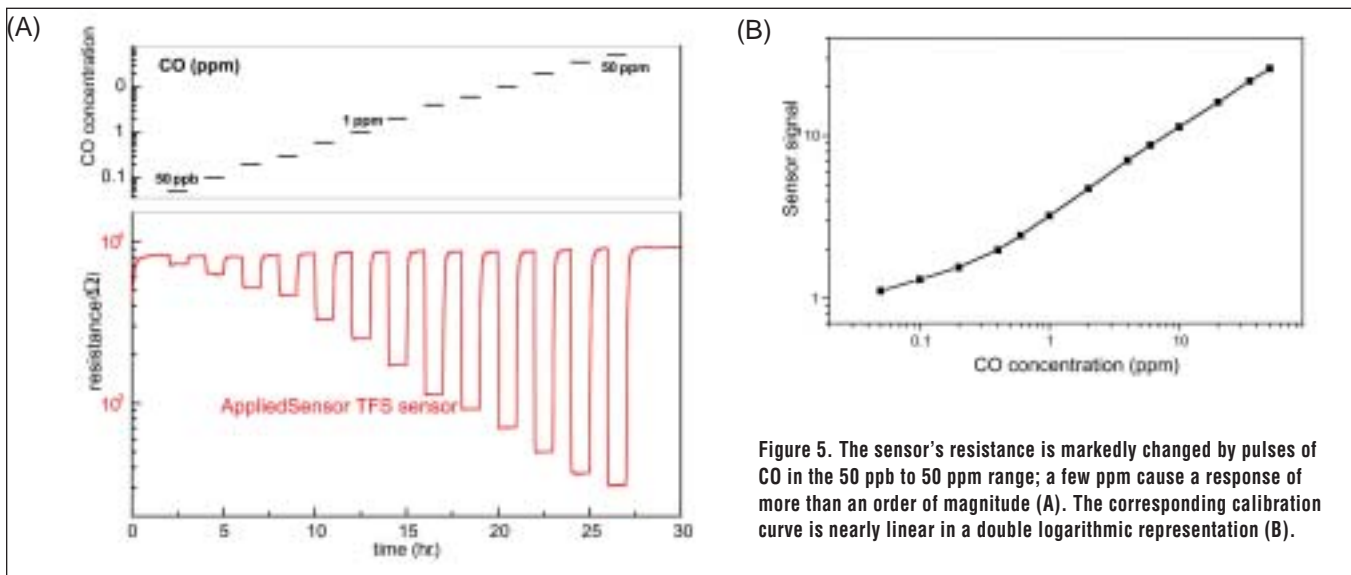 (A)
CO (ppm)
50 ppm
1 ppm
50 ppb
CO concentration
0
1
0.1
resistance/(Ω)
AppliedSensor TFS sensor
0 5 10 15 20 25 30
time (hr.)
(B)
Sensor signal
10
1
0.1 1 10
CO concentration (ppm)
Figure 5. The sensor's resistance is markedly changed by pulses of
CO in the 50 ppb to 50 ppm range; a few ppm cause a response of
more than an order of magnitude (A). The corresponding calibration
curve is nearly linear in a double logarithmic representation (B).